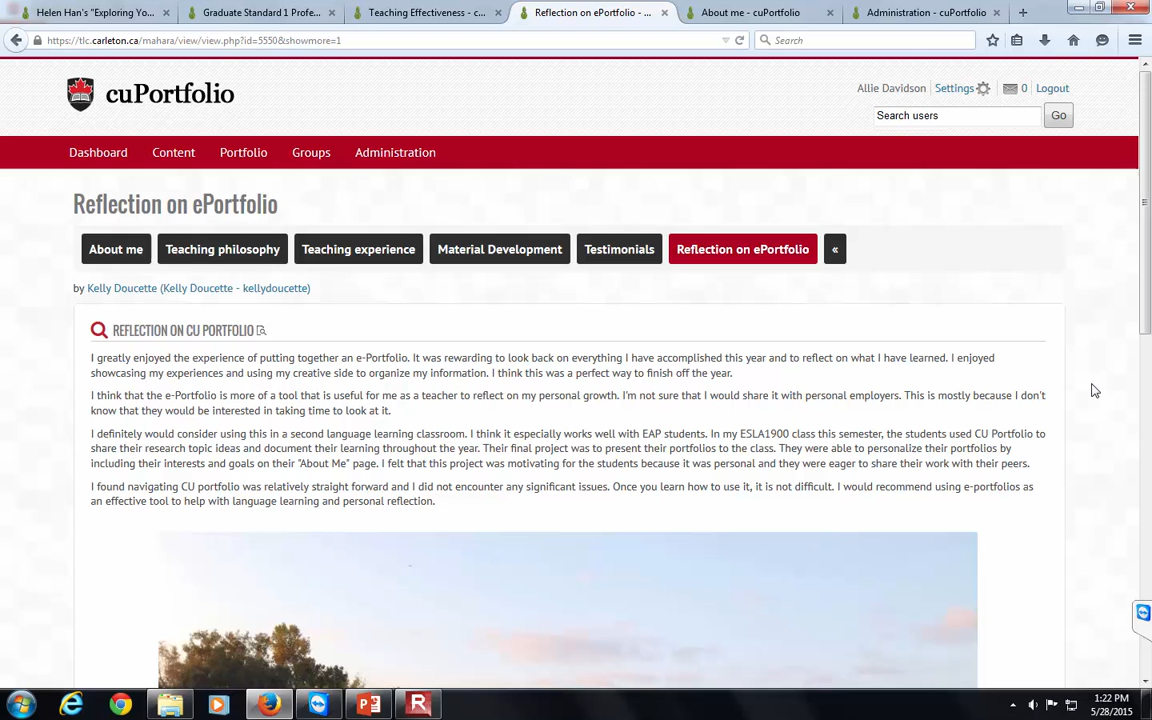 Helen Han's "Exploring Yo...
Graduate Standard 1 Profe...
Teaching Effectiveness - c...
Reflection on ePortfolio - ...
About me - cuPortfolio
Administration - cuPortfolio
https://tlc.carleton.ca/mahara/view/view.php?id=5550&showmore=1
Search
cuPortfolio
Allie Davidson Settings 0 Logout
Search users Go
Dashboard Content Portfolio Groups Administration
Reflection on ePortfolio
About me Teaching philosophy Teaching experience Material Development Testimonials Reflection on ePortfolio «
by Kelly Doucette (Kelly Doucette - kellydoucette)
REFLECTION ON CU PORTFOLIO
I greatly enjoyed the experience of putting together an e-Portfolio. It was rewarding to look back on everything I have accomplished this year and to reflect on what I have learned. I enjoyed
showcasing my experiences and using my creative side to organize my information. I think this was a perfect way to finish off the year.
I think that the e-Portfolio is more of a tool that is useful for me as a teacher to reflect on my personal growth. I'm not sure that I would share it with personal employers. This is mostly because I don't
know that they would be interested in taking time to look at it.
I definitely would consider using this in a second language learning classroom. I think it especially works well with EAP students. In my ESLA1900 class this semester, the students used CU Portfolio to
share their research topic ideas and document their learning throughout the year. Their final project was to present their portfolios to the class. They were able to personalize their portfolios by
including their interests and goals on their "About Me" page. I felt that this project was motivating for the students because it was personal and they were eager to share their work with their peers.
I found navigating CU portfolio was relatively straight forward and I did not encounter any significant issues. Once you learn how to use it, it is not difficult. I would recommend using e-portfolios as
an effective tool to help with language learning and personal reflection.
1:22 PM
5/28/2015